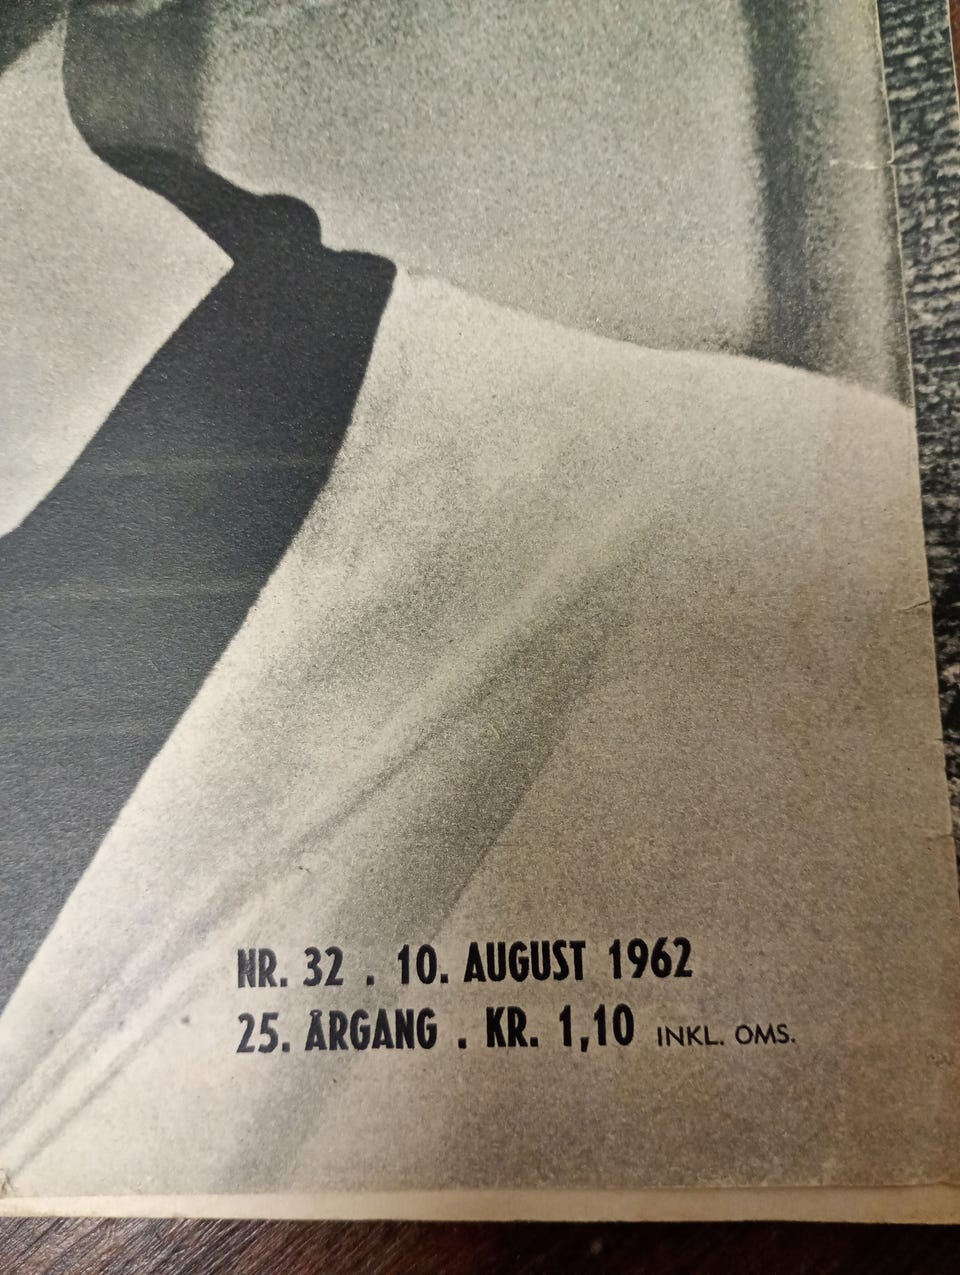 NR. 32 . 10. AUGUST 1962
25. ÅRGANG . KR. 1,10 INKL. OMS.